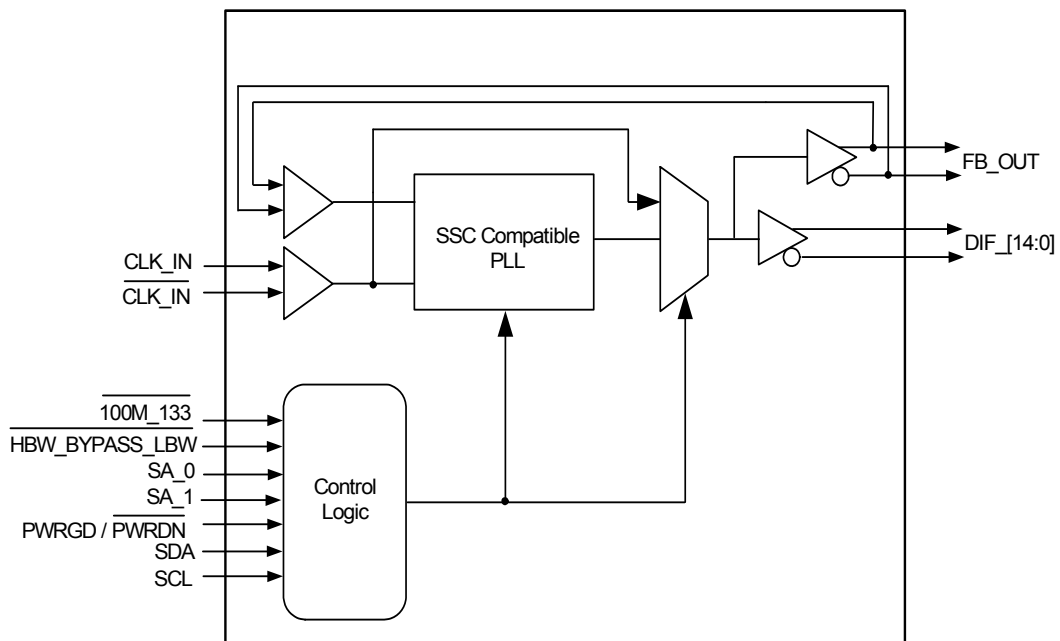 FB_OUT
SSC Compatible
PLL
DIF_[14:0]
CLK_IN
CLK_IN
100M_133
HBW_BYPASS_LBW
SA_0
SA_1
PWRGD / PWRDN
SDA
SCL
Control
Logic